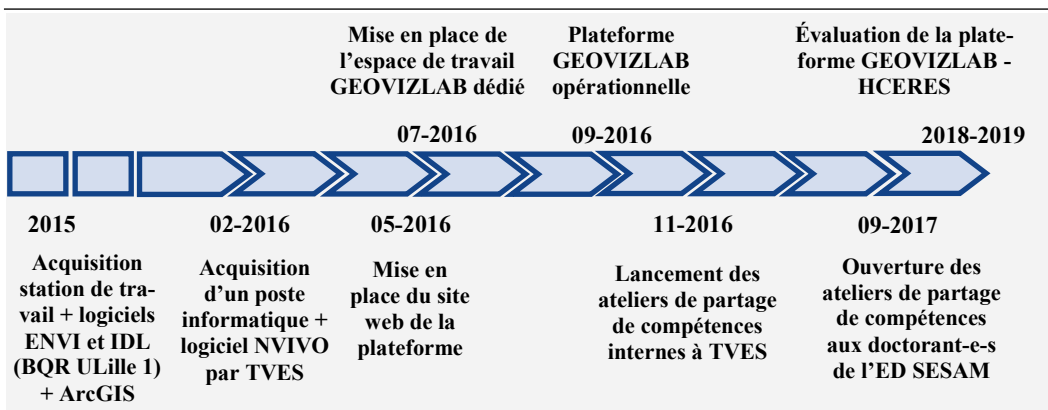 Mise en place de
l'espace de travail
GEOVIZLAB dédié
07-2016
Plateforme
GEOVIZLAB
opérationnelle
09-2016
Évaluation de la plate-
forme GEOVIZLAB -
HCERES
2018-2019
2015
Acquisition
station de tra-
vail + logiciels
ENVI et IDL
(BQR ULille 1)
+ ArcGIS
02-2016
Acquisition
d'un poste
informatique +
logiciel NVIVO
par TVES
05-2016
Mise en
place du site
web de la
plateforme
11-2016
Lancement des
ateliers de partage
de compétences
internes à TVES
09-2017
Ouverture des
ateliers de partage
de compétences
aux doctorant-e-s
de l'ED SESAM